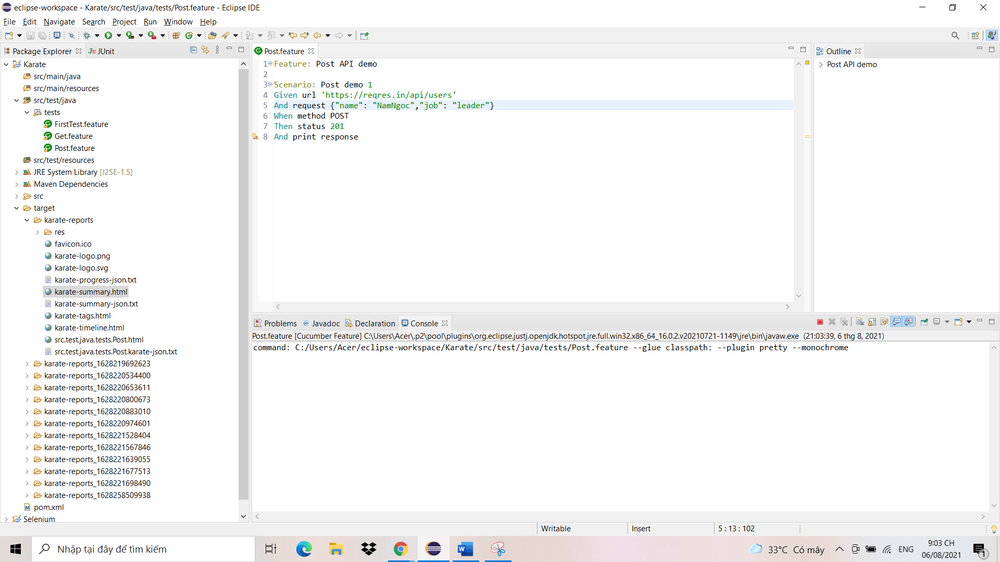 eclipse-workspace - Karate/src/test/java/tests/Post.feature - Eclipse IDE
File Edit Navigate Search Project Run Window Help
Package Explorer
JUnit
Karate
src/main/java
src/main/resources
src/test/java
tests
FirstTest.feature
Get.feature
Post.feature
src/test/resources
JRE System Library [J2SE-1.5]
Maven Dependencies
src
target
karate-reports
res
favicon.ico
karate-logo.png
karate-logo.svg
karate-progress-json.txt
karate-summary.html
karate-summary-json.txt
karate-tags.html
karate-timeline.html
src.test.java.tests.Post.html
src.test.java.tests.Post.karate-json.txt
karate-reports_1628219692623
karate-reports_1628220534400
karate-reports_1628220653611
karate-reports_1628220800673
karate-reports_1628220883010
karate-reports_1628220974601
karate-reports_1628221528404
karate-reports_1628221567846
karate-reports_1628221639055
karate-reports_1628221677513
karate-reports_1628221698490
karate-reports_1628258509938
pom.xml
Selenium
Post.feature
1 Feature: Post API demo
2
3 Scenario: Post demo 1
4 Given url 'https://reqres.in/api/users'
5 And request {"name": "NamNgoc","job": "leader"}
6 When method POST
7 Then status 201
8 And print response
Outline
Post API demo
Problems @ Javadoc Declaration Console
Post.feature [Cucumber Feature] C:\Users\Acer\.p2\pool\plugins\org.eclipse.justj.openjdk.hotspot.jre.full.win32.x86_64_16.0.2.v20210721-1149\jre\bin\javaw.exe (21:03:39, 6 thg 8, 2021)
command: C:/Users/Acer/eclipse-workspace/Karate/src/test/java/tests/Post.feature --glue classpath: --plugin pretty --monochrome
Writable
Insert
5 : 13 : 102
Nhập tại đây để tìm kiếm
33°C Có mây
ENG
9:03 CH
06/08/2021
1